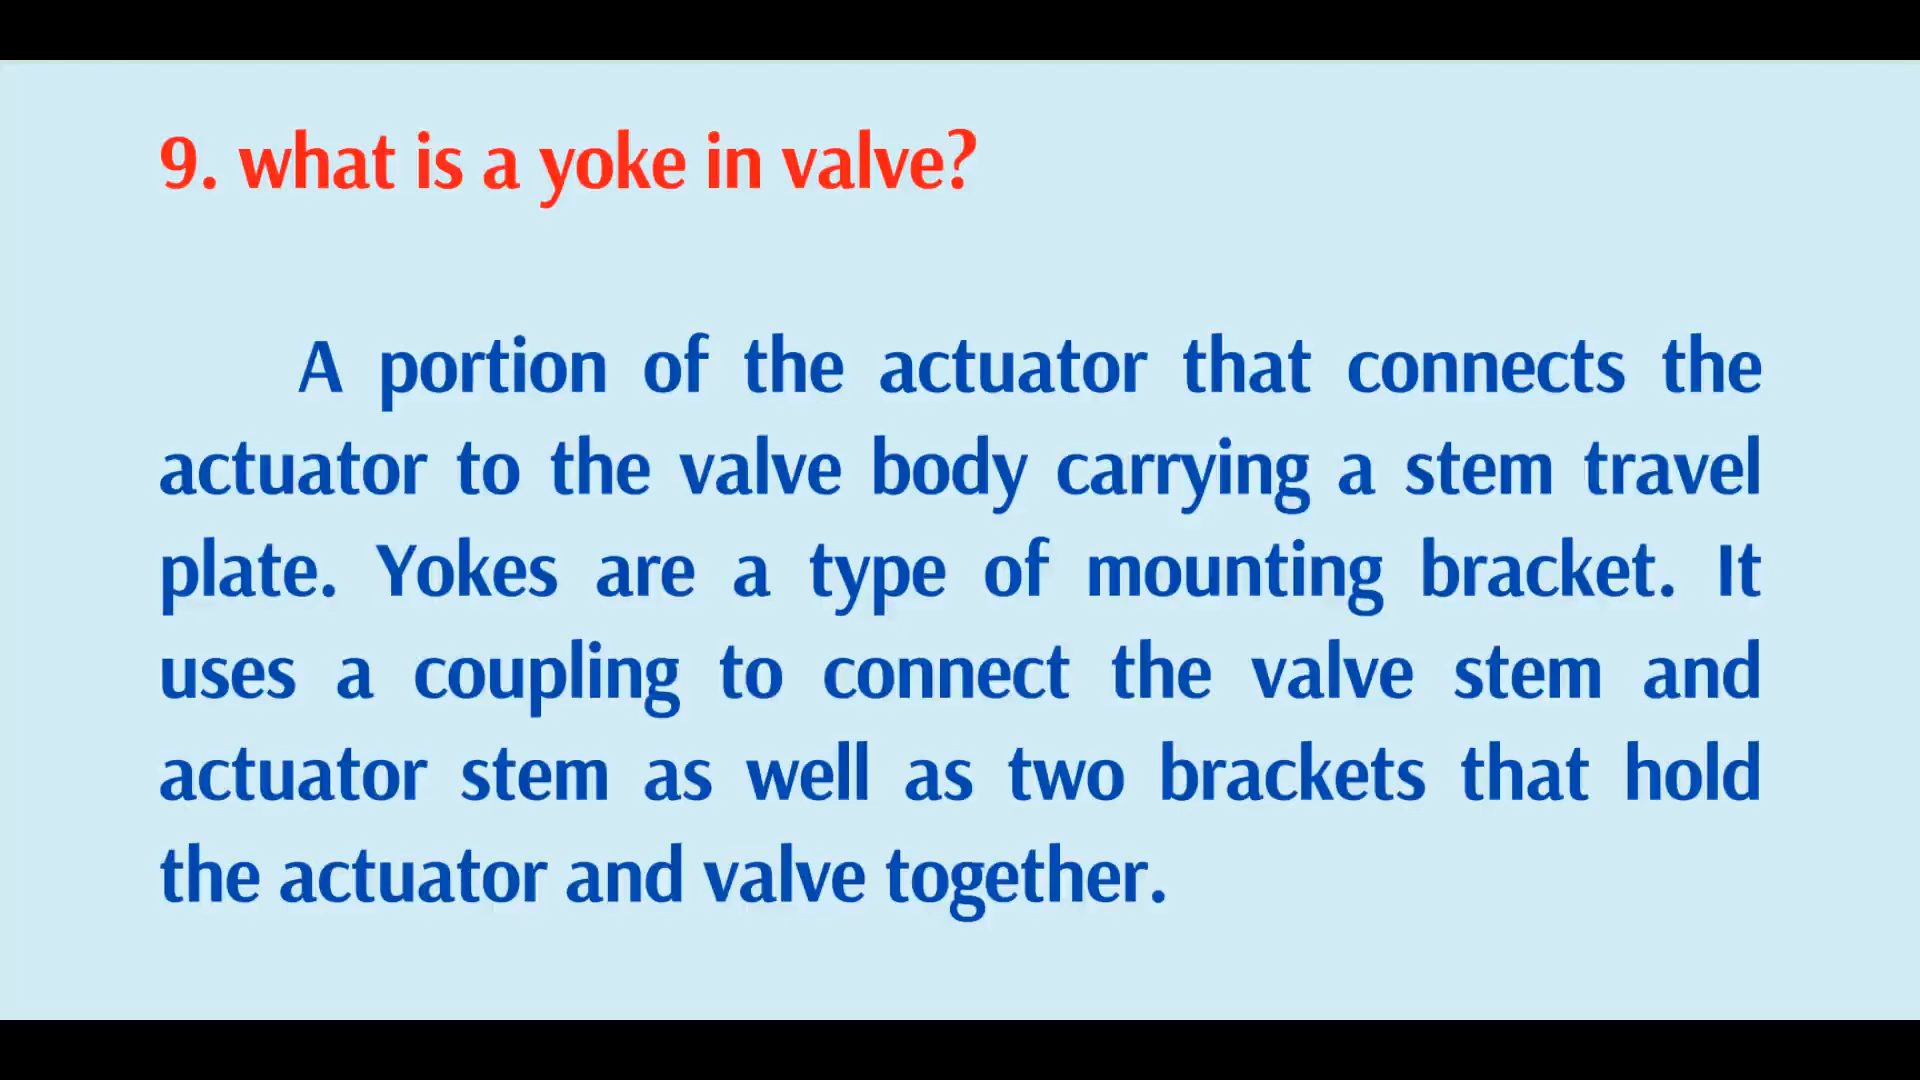 9. what is a yoke in valve?
A portion of the actuator that connects the
actuator to the valve body carrying a stem travel
plate. Yokes are a type of mounting bracket. It
uses a coupling to connect the valve stem and
actuator stem as well as two brackets that hold
the actuator and valve together.